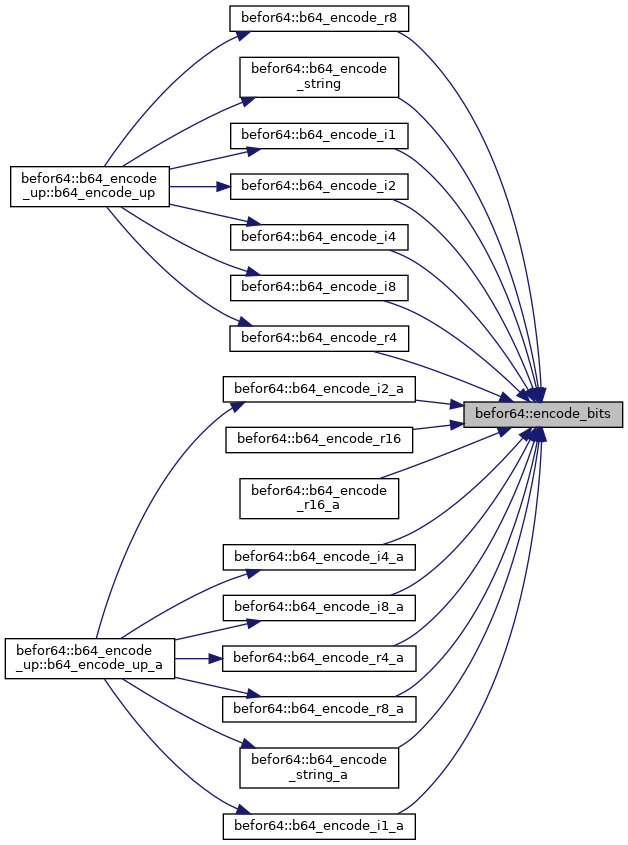 befor64::b64_encode_r8
befor64::b64_encode
_string
befor64::b64_encode_i1
befor64::b64_encode
_up::b64_encode_up
befor64::b64_encode_i2
befor64::b64_encode_i4
befor64::b64_encode_i8
befor64::b64_encode_r4
befor64::b64_encode_i2_a
befor64::encode_bits
befor64::b64_encode_r16
befor64::b64_encode
_r16_a
befor64::b64_encode_i4_a
befor64::b64_encode_i8_a
befor64::b64_encode
_up::b64_encode_up_a
befor64::b64_encode_r4_a
befor64::b64_encode_r8_a
befor64::b64_encode
_string_a
befor64::b64_encode_i1_a